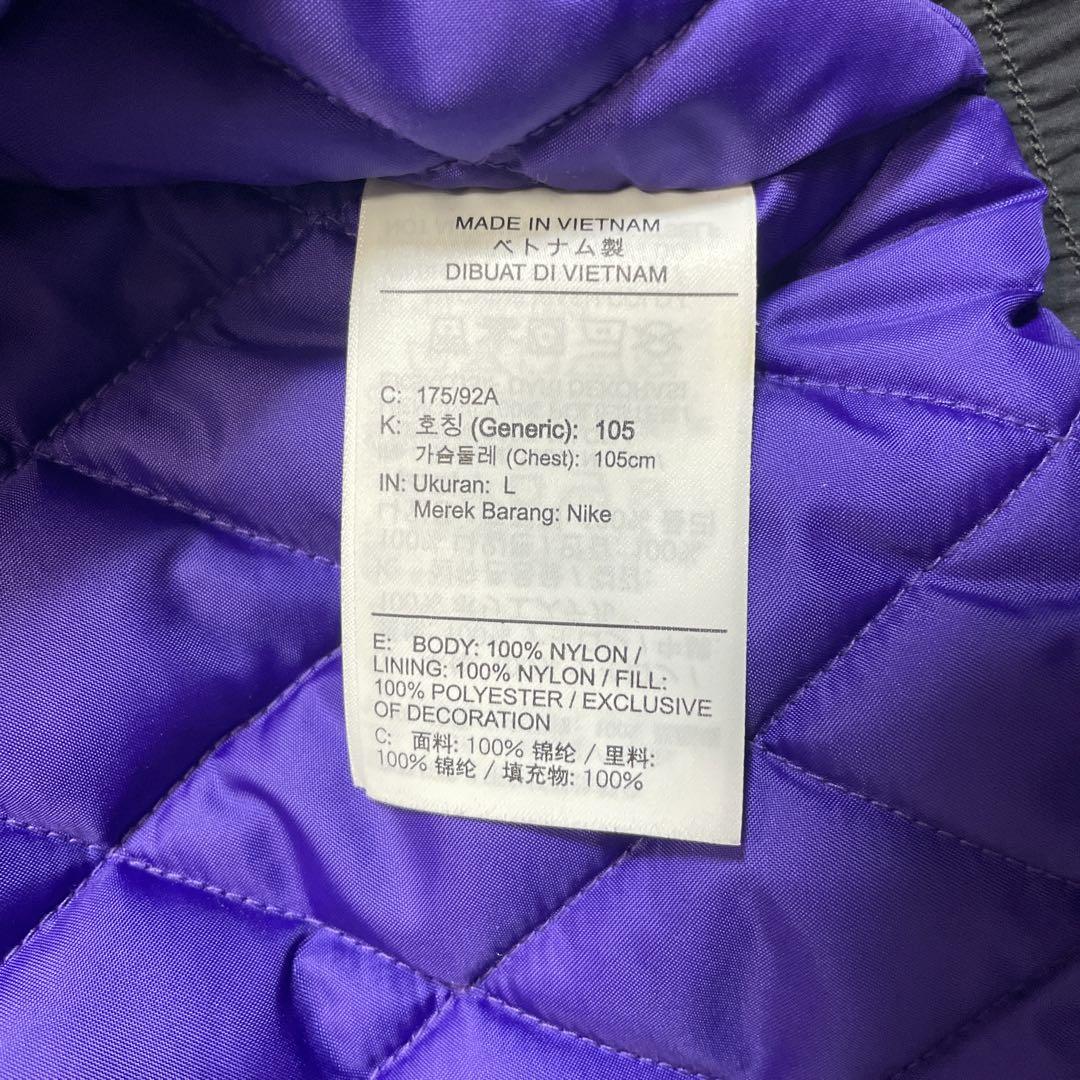 MADE IN VIETNAM
ベトナム製
DIBUAT DI VIETNAM
C: 175/92A
K: 호칭 (Generic): 105
가슴둘레 (Chest): 105cm
IN: Ukuran: L
Merek Barang: Nike
E: BODY: 100% NYLON /
LINING: 100% NYLON / FILL:
100% POLYESTER / EXCLUSIVE
OF DECORATION
C: 面料: 100% 锦纶 / 里料:
100% 锦纶 / 填充物: 100%